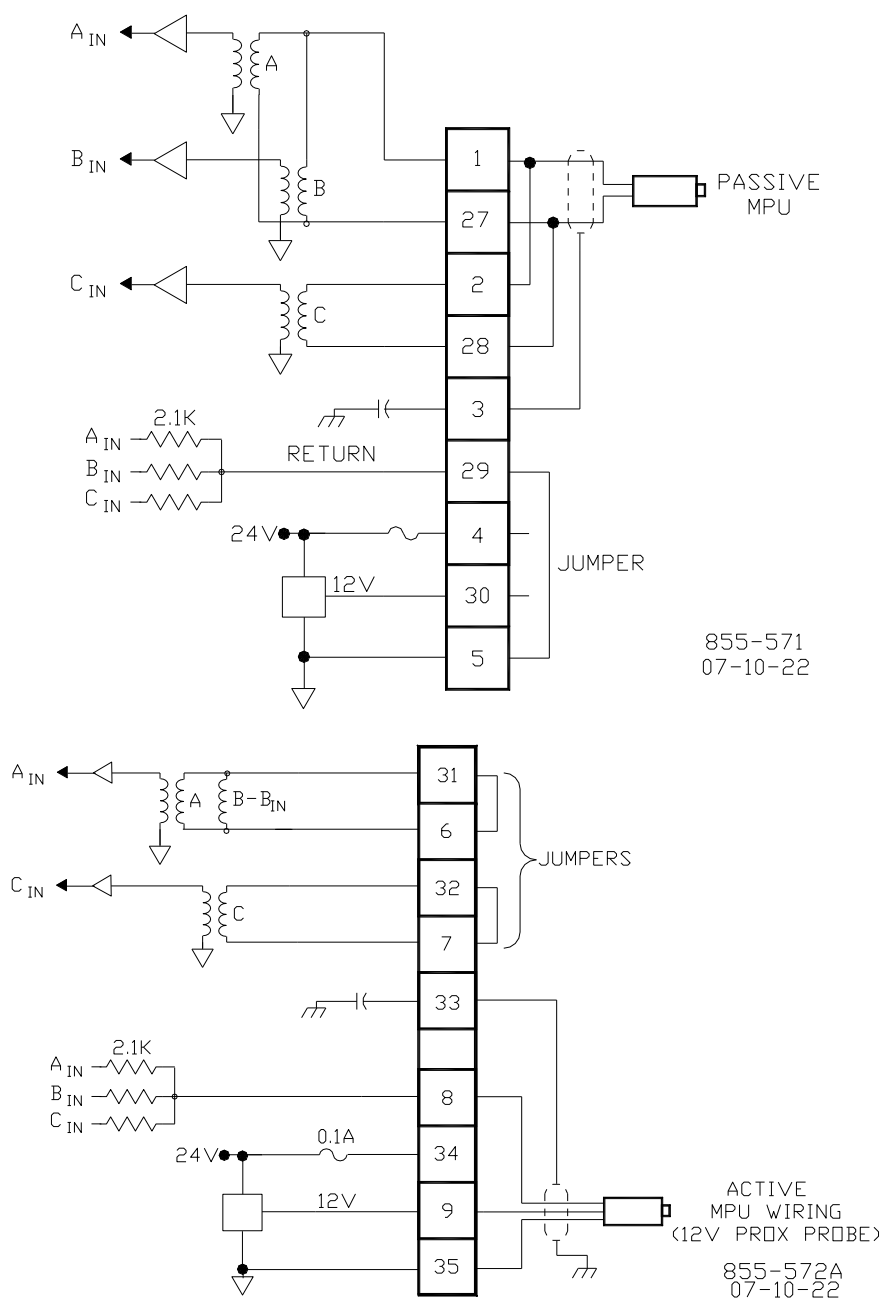 A IN
A
B IN
B
1
PASSIVE
MPU
27
C IN
C
2
28
3
2.1K
A IN
B IN
C IN
RETURN
29
24V
4
JUMPER
12V
30
5
855-571
07-10-22
A IN
A
B-B IN
31
6
JUMPERS
C IN
C
32
7
33
2.1K
A IN
B IN
C IN
8
0.1A
24V
34
12V
9
ACTIVE
MPU WIRING
(12V PROX PROBE)
35
855-572A
07-10-22